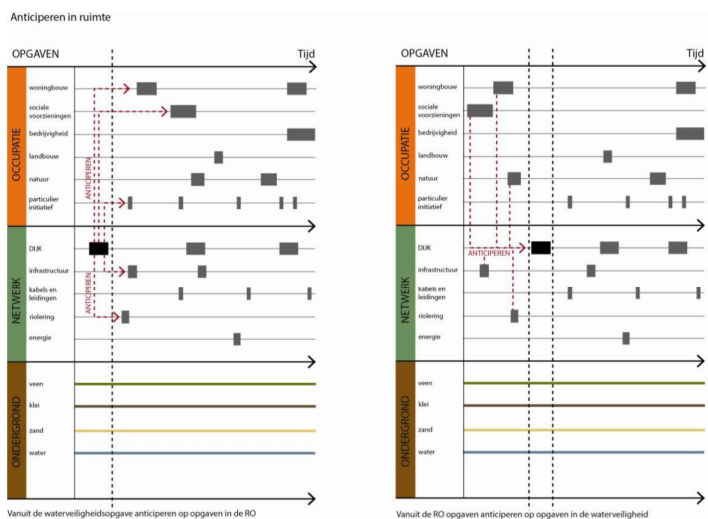 Anticiperen in ruimte
OPGAVEN
Tijd
OCCUPATIE
woningbouw
sociale
voorzieningen
bedrijvigheid
landbouw
natuur
particulier
initiatief
ANTICIPEREN
NETWERK
DIJK
infrastructuur
kabels en
leidingen
riolering
energie
ANTICIPEREN
ONDERGROND
veen
klei
zand
water
Vanuit de waterveiligheidsopgave anticiperen op opgaven in de RO
OPGAVEN
Tijd
OCCUPATIE
woningbouw
sociale
voorzieningen
bedrijvigheid
landbouw
natuur
particulier
initiatief
NETWERK
DIJK
ANTICIPEREN
infrastructuur
kabels en
leidingen
riolering
energie
ONDERGROND
veen
klei
zand
water
Vanuit de RO opgaven anticiperen op opgaven in de waterveiligheid